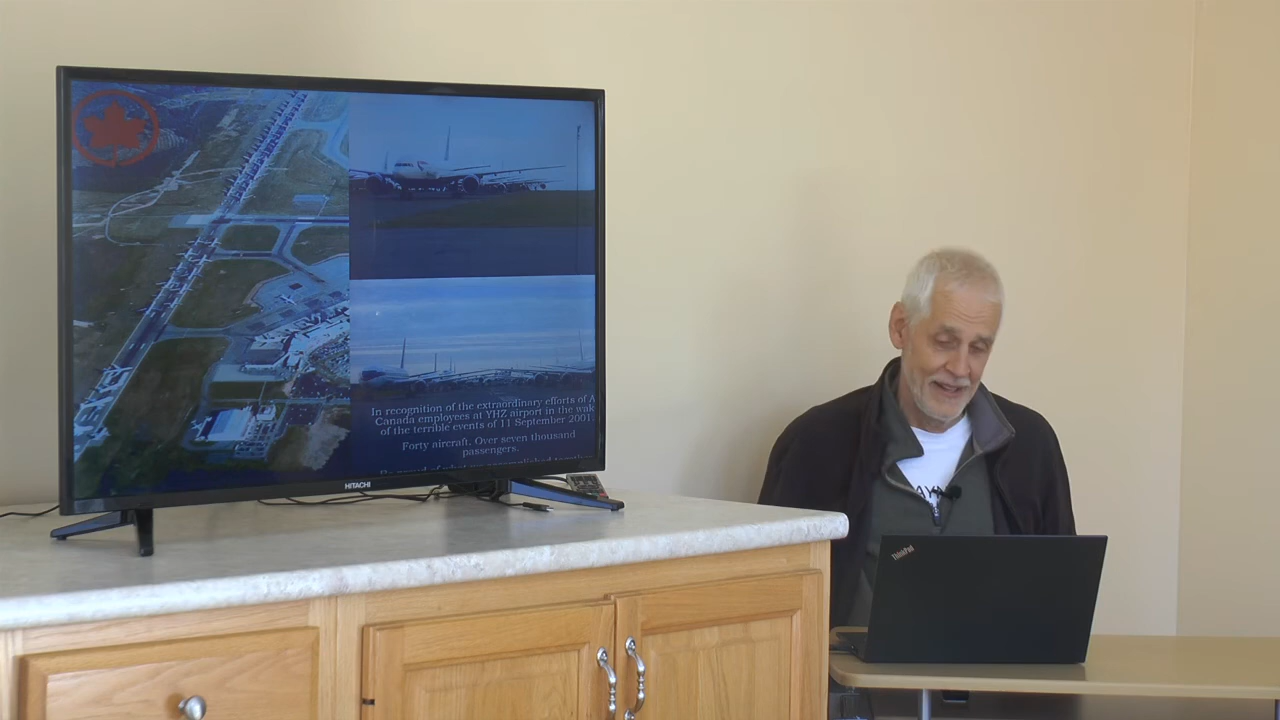 In recognition of the extraordinary efforts of A
Canada employees at YHZ airport in the wak
of the terrible events of 11 September 2001.
Forty aircraft. Over seven thousand
passengers.
HITACHI
ThinkPad